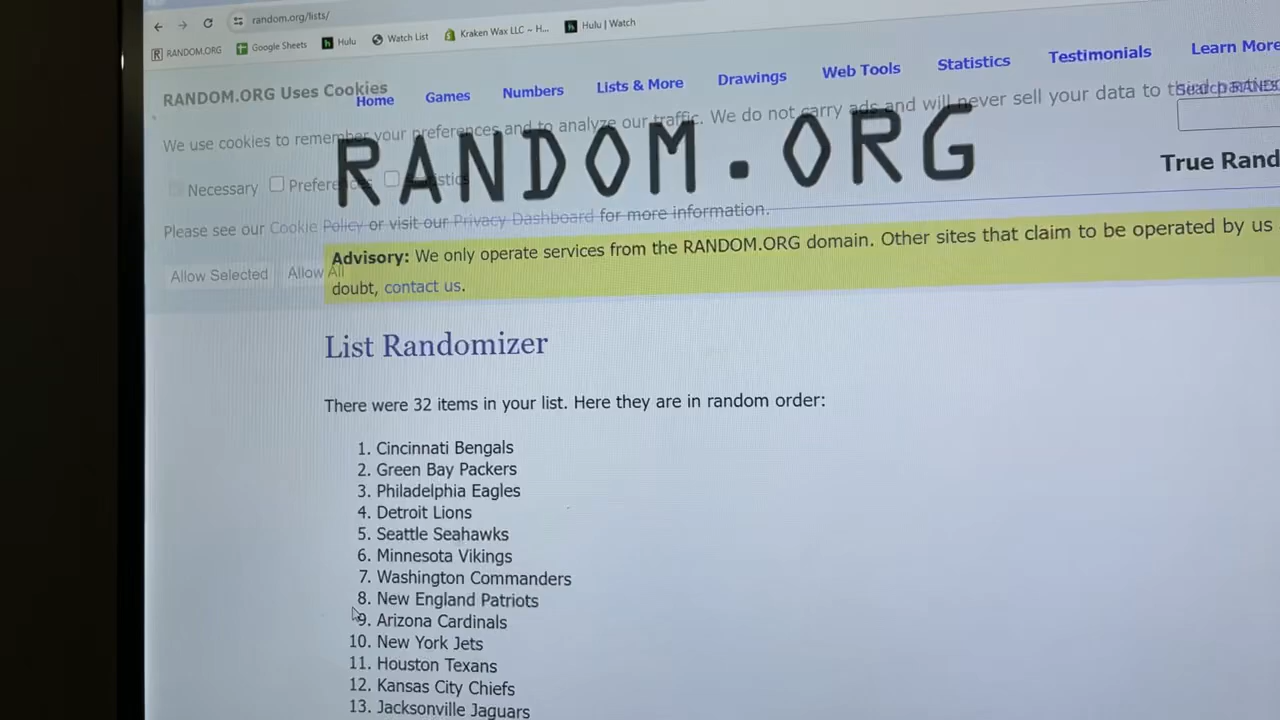 random.org/lists/
RANDOM.ORG Google Sheets Hulu Watch List Kraken Wax LLC ~ H... Hulu | Watch
Home Games Numbers Lists & More Drawings Web Tools Statistics Testimonials Learn More
RANDOM.ORG Uses Cookies
We use cookies to remember your preferences and to analyze our traffic. We do not carry ads and will never sell your data to third parties.
RANDOM.ORG
True Rand
Necessary Preferences Statistics
Please see our Cookie Policy or visit our Privacy Dashboard for more information.
Allow Selected Allow All
Advisory: We only operate services from the RANDOM.ORG domain. Other sites that claim to be operated by us
doubt, contact us.
List Randomizer
There were 32 items in your list. Here they are in random order:
1. Cincinnati Bengals
2. Green Bay Packers
3. Philadelphia Eagles
4. Detroit Lions
5. Seattle Seahawks
6. Minnesota Vikings
7. Washington Commanders
8. New England Patriots
9. Arizona Cardinals
10. New York Jets
11. Houston Texans
12. Kansas City Chiefs
13. Jacksonville Jaguars